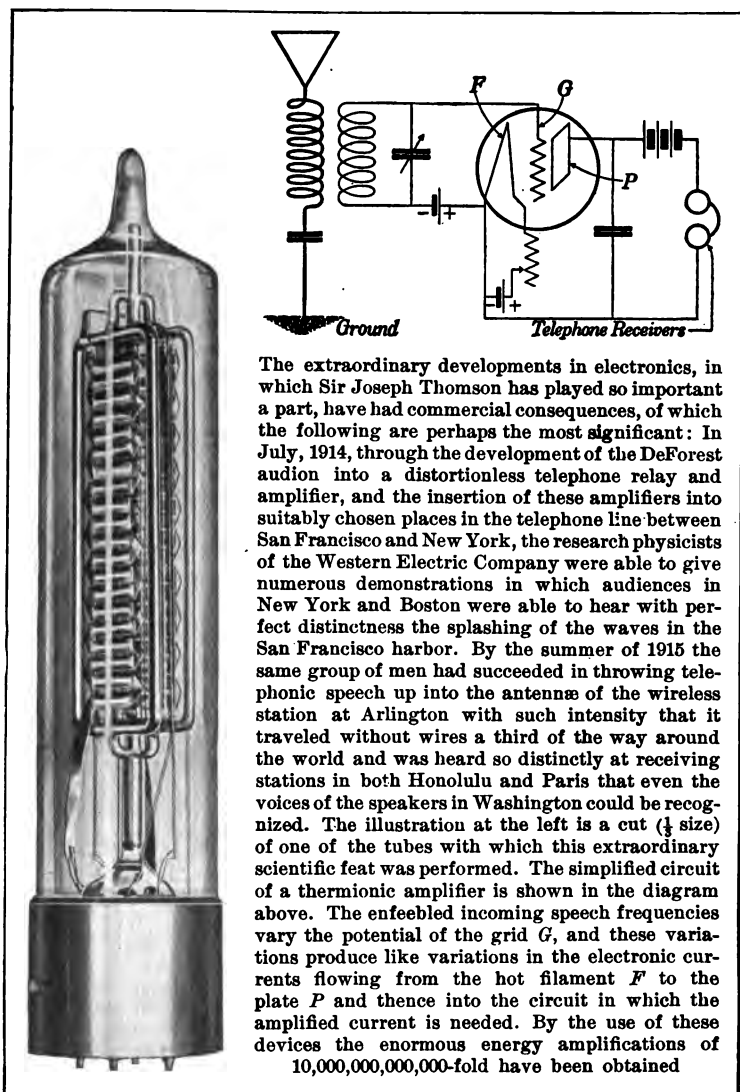 F
G
P
− +
− +
Ground
Telephone Receivers
The extraordinary developments in electronics, in
which Sir Joseph Thomson has played so important
a part, have had commercial consequences, of which
the following are perhaps the most significant: In
July, 1914, through the development of the DeForest
audion into a distortionless telephone relay and
amplifier, and the insertion of these amplifiers into
suitably chosen places in the telephone line between
San Francisco and New York, the research physicists
of the Western Electric Company were able to give
numerous demonstrations in which audiences in
New York and Boston were able to hear with per-
fect distinctness the splashing of the waves in the
San Francisco harbor. By the summer of 1915 the
same group of men had succeeded in throwing tele-
phonic speech up into the antennæ of the wireless
station at Arlington with such intensity that it
traveled without wires a third of the way around
the world and was heard so distinctly at receiving
stations in both Honolulu and Paris that even the
voices of the speakers in Washington could be recog-
nized. The illustration at the left is a cut (⅓ size)
of one of the tubes with which this extraordinary
scientific feat was performed. The simplified circuit
of a thermionic amplifier is shown in the diagram
above. The enfeebled incoming speech frequencies
vary the potential of the grid G, and these varia-
tions produce like variations in the electronic cur-
rents flowing from the hot filament F to the
plate P and thence into the circuit in which the
amplified current is needed. By the use of these
devices the enormous energy amplifications of
10,000,000,000,000-fold have been obtained